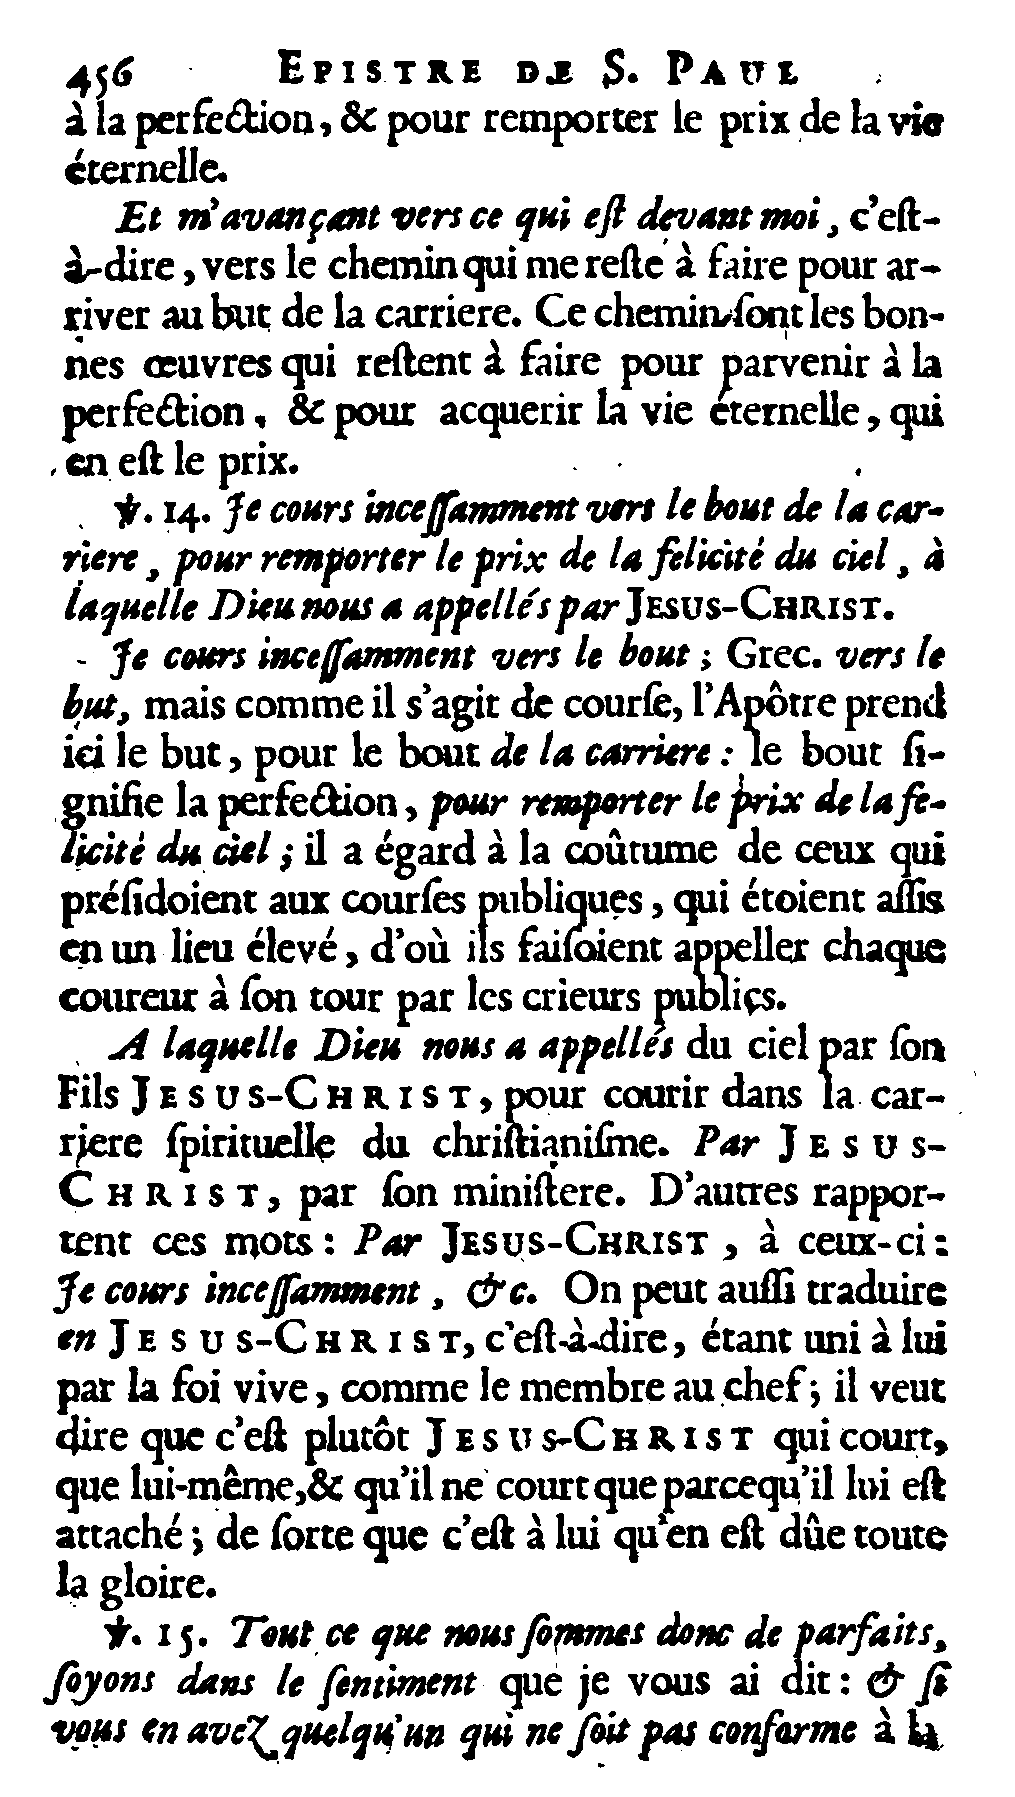 456 EPISTRE DE S. PAUL
à la perfection, & pour remporter le prix de la vie
éternelle.
Et m'avançant vers ce qui eſt devant moi, c'eſt-
à-dire, vers le chemin qui me reſte à faire pour ar-
river au but de la carriere. Ce chemin ſont les bon-
nes œuvres qui reſtent à faire pour parvenir à la
perfection, & pour acquerir la vie éternelle, qui
en eſt le prix.
℣. 14. Je cours inceſſamment vers le bout de la car-
riere, pour remporter le prix de la felicité du ciel, à
laquelle Dieu nous a appellés par JESUS-CHRIST.
Je cours inceſſamment vers le bout; Grec. vers le
but, mais comme il s'agit de courſe, l'Apôtre prend
ici le but, pour le bout de la carriere: le bout ſi-
gnifie la perfection, pour remporter le prix de la fe-
licité du ciel; il a égard à la coûtume de ceux qui
préſidoient aux courſes publiques, qui étoient aſſis
en un lieu élevé, d'où ils faiſoient appeller chaque
coureur à ſon tour par les crieurs publics.
A laquelle Dieu nous a appellés du ciel par ſon
Fils JESUS-CHRIST, pour courir dans la car-
riere ſpirituelle du chriſtianiſme. Par JESUS-
CHRIST, par ſon miniſtere. D'autres rappor-
tent ces mots: Par JESUS-CHRIST, à ceux-ci:
Je cours inceſſamment, &c. On peut auſſi traduire
en JESUS-CHRIST, c'eſt-à-dire, étant uni à lui
par la foi vive, comme le membre au chef; il veut
dire que c'eſt plutôt JESUS-CHRIST qui court,
que lui-même, & qu'il ne court que parcequ'il lui eſt
attaché; de ſorte que c'eſt à lui qu'en eſt dûe toute
la gloire.
℣. 15. Tout ce que nous ſommes donc de parfaits,
ſoyons dans le ſentiment que je vous ai dit: & ſi
vous en avez quelqu'un qui ne ſoit pas conforme à la